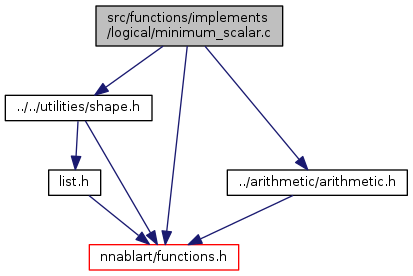 src/functions/implements
/logical/minimum_scalar.c
../../utilities/shape.h
list.h
../arithmetic/arithmetic.h
nnablart/functions.h